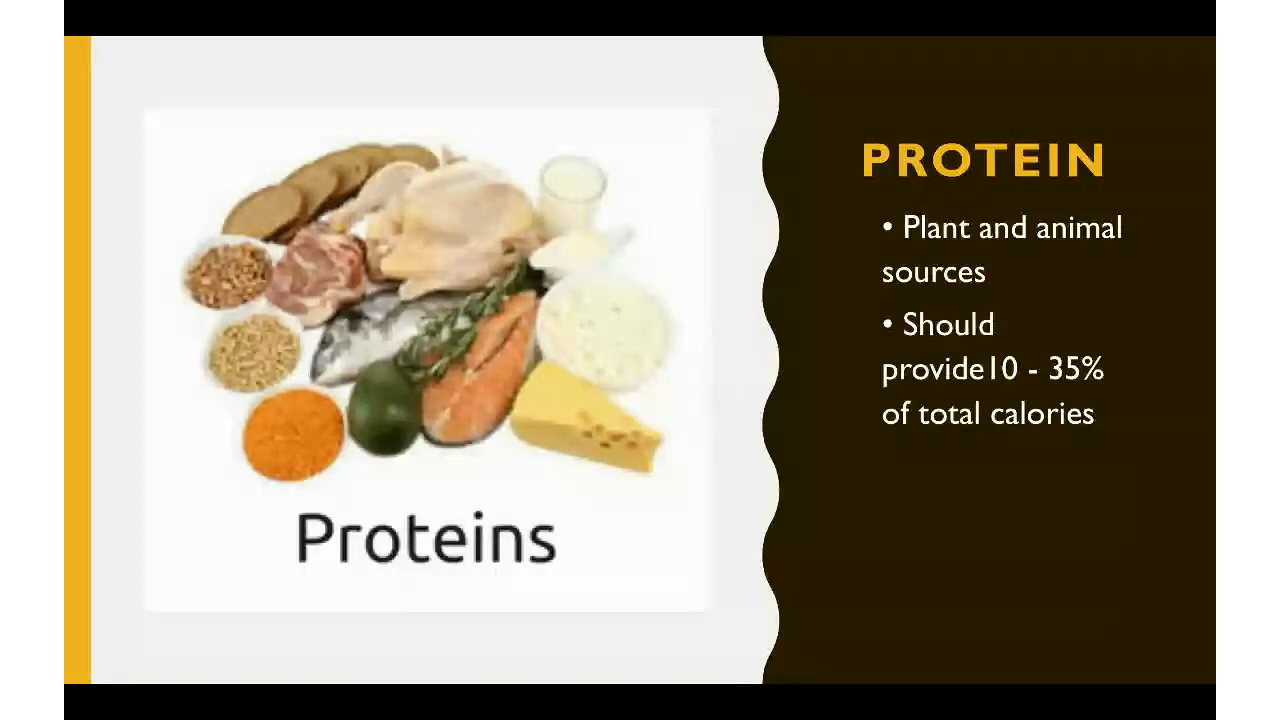 Proteins
PROTEIN
• Plant and animal
sources
• Should
provide10 - 35%
of total calories